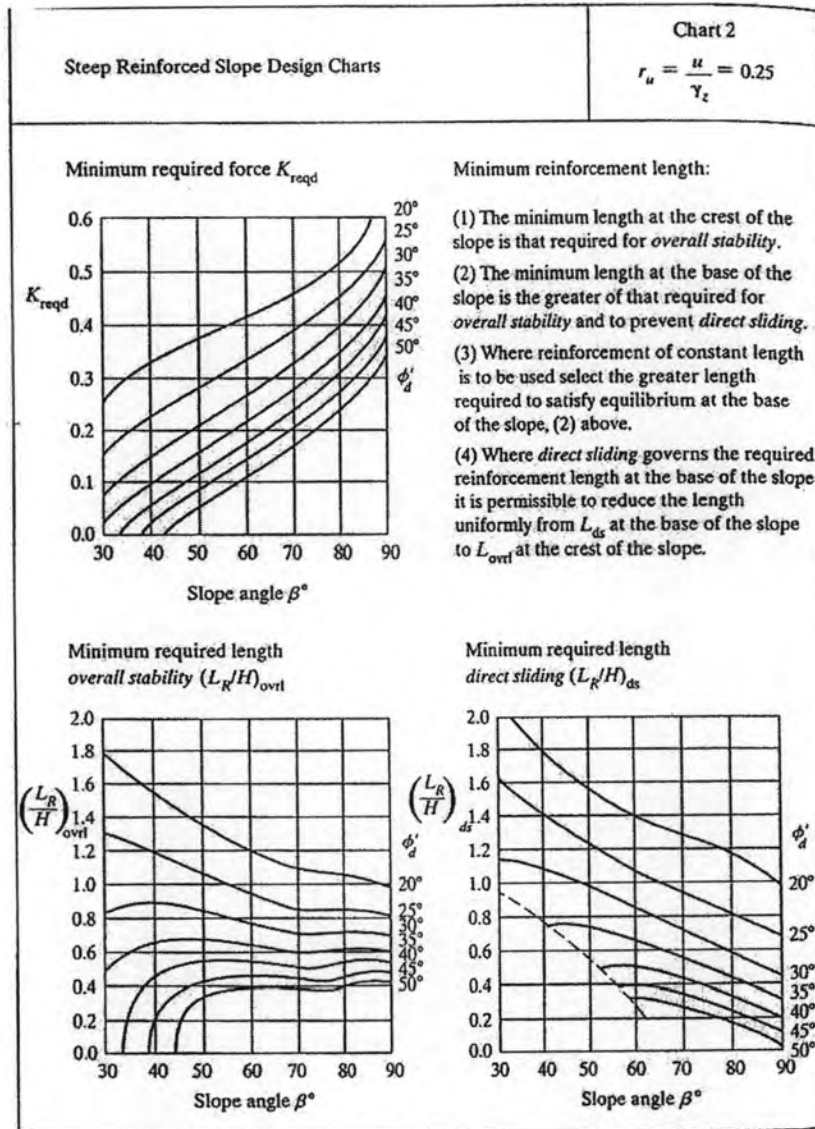 Steep Reinforced Slope Design Charts
Chart 2
r_u = u/γ_z = 0.25
Minimum required force K_reqd
0.6
0.5
K_reqd
0.4
0.3
0.2
0.1
0.0
20°
25°
30°
35°
40°
45°
50°
ϕ'_d
30 40 50 60 70 80 90
Slope angle β°
Minimum reinforcement length:
(1) The minimum length at the crest of the
slope is that required for overall stability.
(2) The minimum length at the base of the
slope is the greater of that required for
overall stability and to prevent direct sliding.
(3) Where reinforcement of constant length
is to be used select the greater length
required to satisfy equilibrium at the base
of the slope, (2) above.
(4) Where direct sliding governs the required
reinforcement length at the base of the slope
it is permissible to reduce the length
uniformly from L_ds at the base of the slope
to L_ovrl at the crest of the slope.
Minimum required length
overall stability (L_R/H)_ovrl
2.0
1.8
1.6
(L_R/H)_ovrl
1.4
1.2
1.0
0.8
0.6
0.4
0.2
0.0
ϕ'_d
20°
25°
30°
35°
40°
45°
50°
30 40 50 60 70 80 90
Slope angle β°
Minimum required length
direct sliding (L_R/H)_ds
2.0
1.8
1.6
(L_R/H)_ds
1.4
1.2
1.0
0.8
0.6
0.4
0.2
0.0
ϕ'_d
20°
25°
30°
35°
40°
45°
50°
30 40 50 60 70 80 90
Slope angle β°